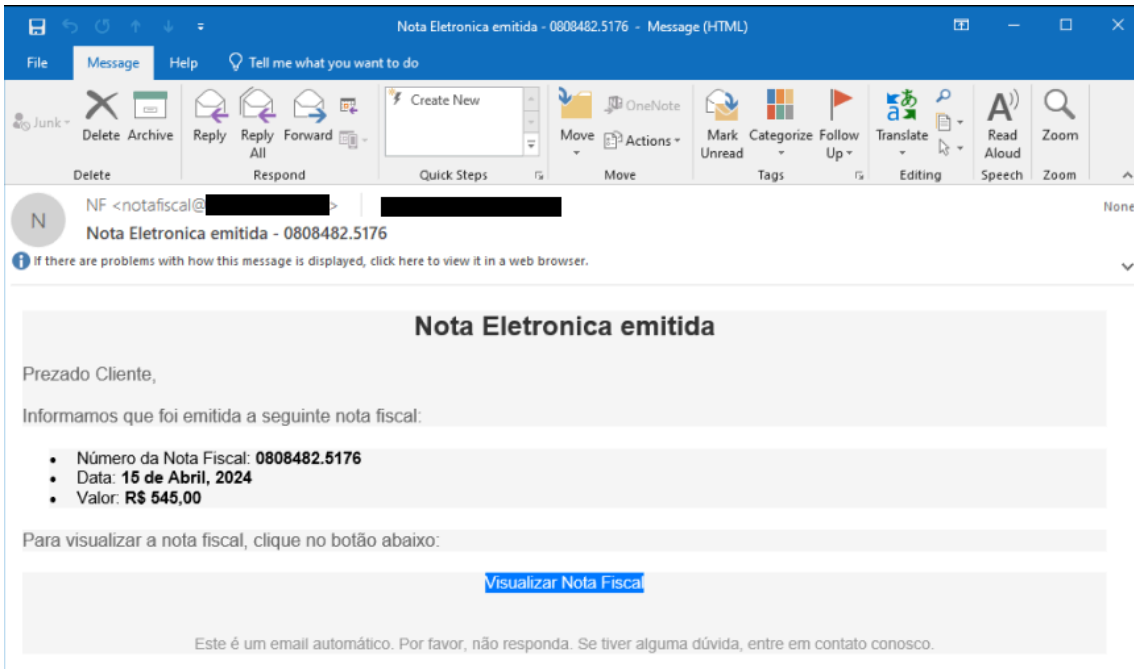 Nota Eletronica emitida - 0808482.5176 - Message (HTML)
File Message Help Tell me what you want to do
Junk
Delete Archive
Reply Reply All Forward
Create New
Move OneNote Actions
Mark Unread Categorize Follow Up
Translate
Read Aloud
Zoom
Delete Respond Quick Steps Move Tags Editing Speech Zoom
N
NF <notafiscal@ >
None
Nota Eletronica emitida - 0808482.5176
If there are problems with how this message is displayed, click here to view it in a web browser.
Nota Eletronica emitida
Prezado Cliente,
Informamos que foi emitida a seguinte nota fiscal:
• Número da Nota Fiscal: 0808482.5176
• Data: 15 de Abril, 2024
• Valor: R$ 545,00
Para visualizar a nota fiscal, clique no botão abaixo:
Visualizar Nota Fiscal
Este é um email automático. Por favor, não responda. Se tiver alguma dúvida, entre em contato conosco.